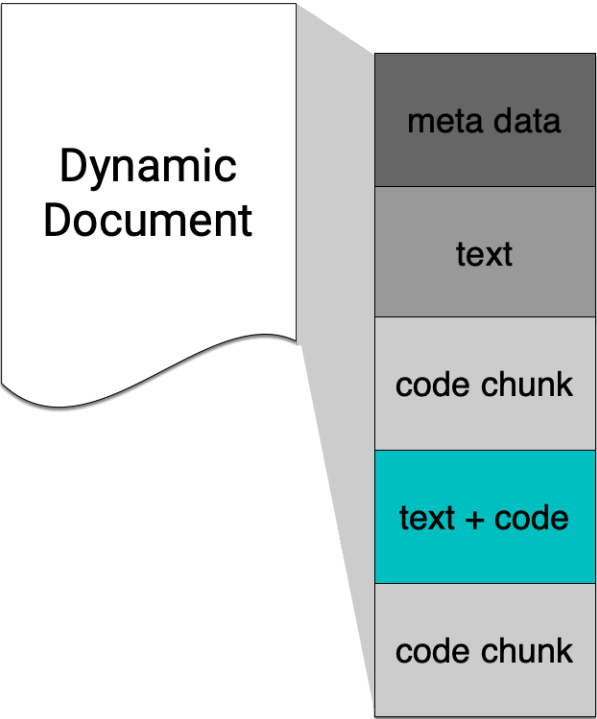 Dynamic
Document
meta data
text
code chunk
text + code
code chunk